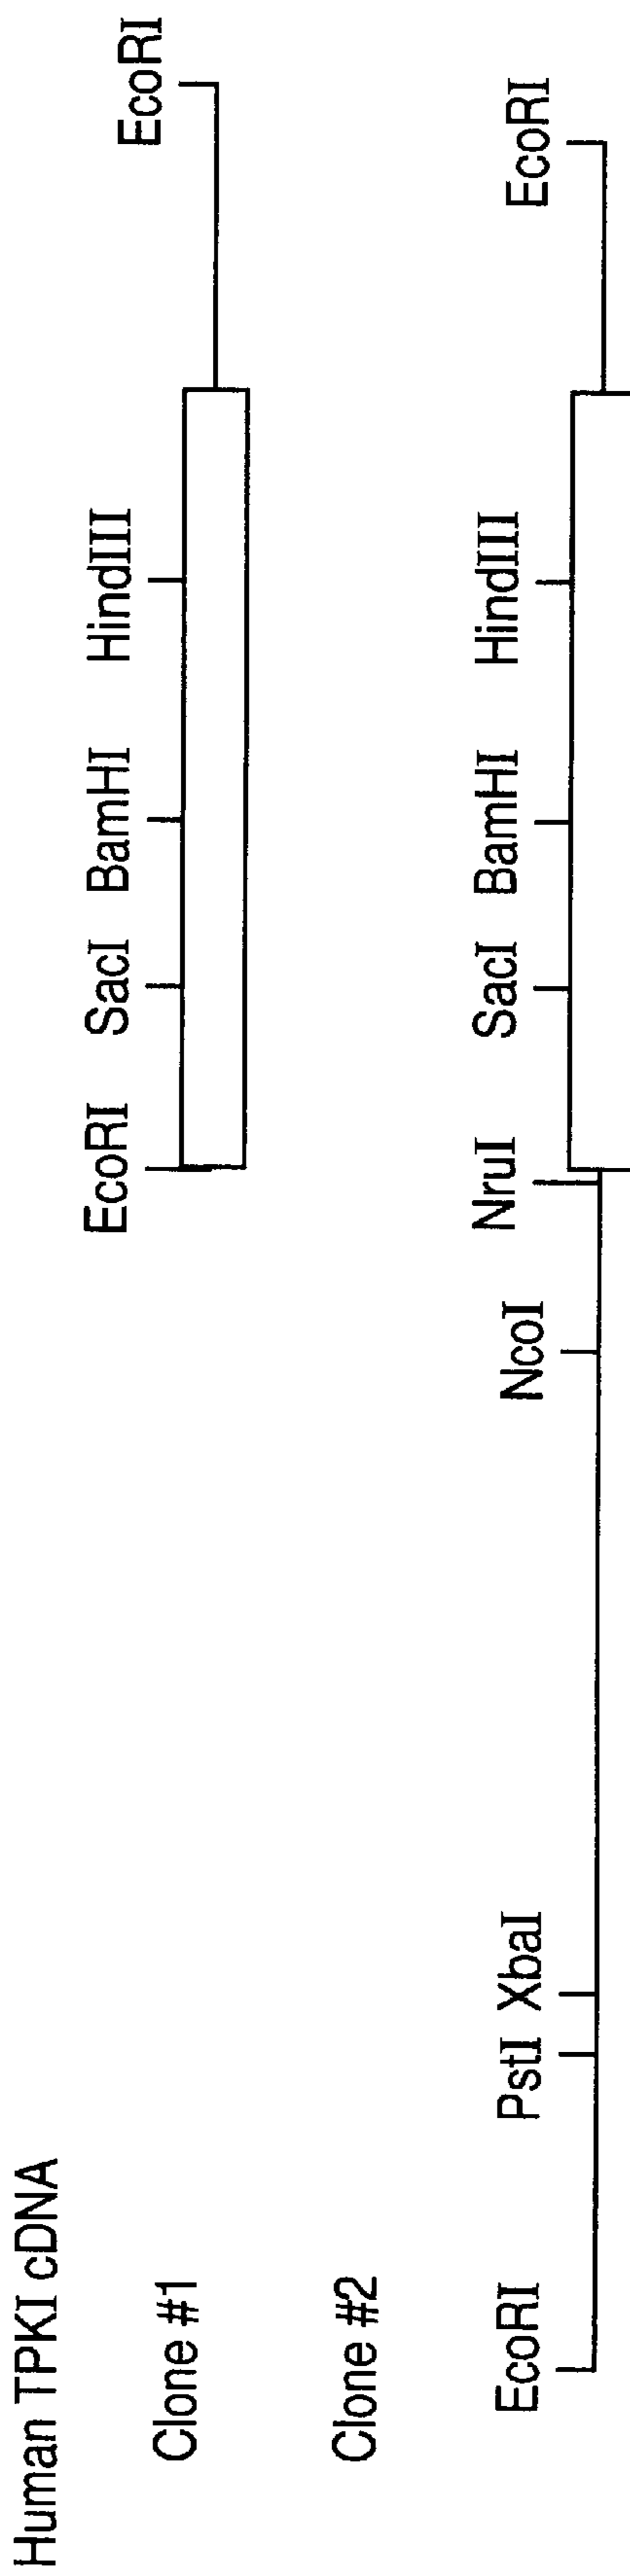 Human TPKI cDNA
Clone #1
EcoRI SacI BamHI HindIII EcoRI
Clone #2
EcoRI PstI XbaI NcoI NruI SacI BamHI HindIII EcoRI